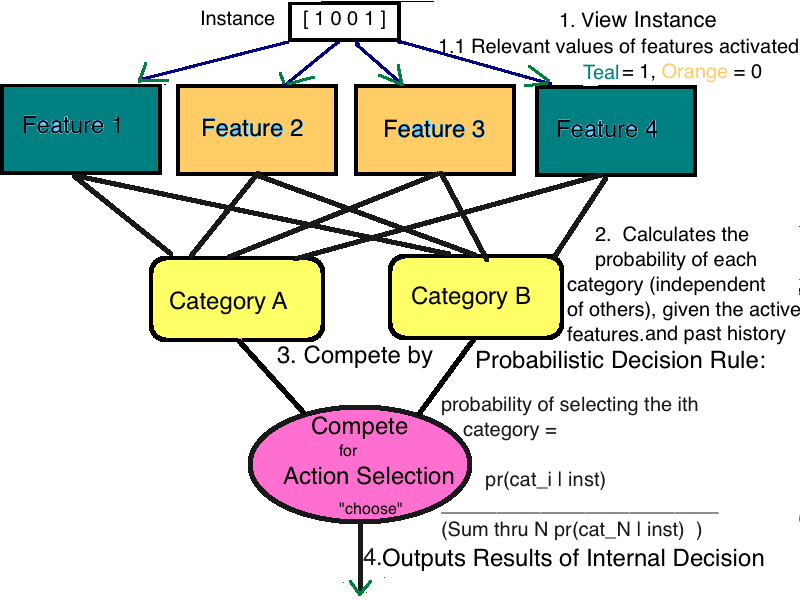 Instance
[ 1 0 0 1 ]
1. View Instance
1.1 Relevant values of features activated
Teal = 1, Orange = 0
Feature 1
Feature 2
Feature 3
Feature 4
2. Calculates the
probability of each
category (independent
of others), given the active
features.and past history
Category A
Category B
3. Compete by
Probabilistic Decision Rule:
probability of selecting the ith
category =
pr(cat_i | inst)
(Sum thru N pr(cat_N | inst) )
Compete
for
Action Selection
"choose"
4.Outputs Results of Internal Decision